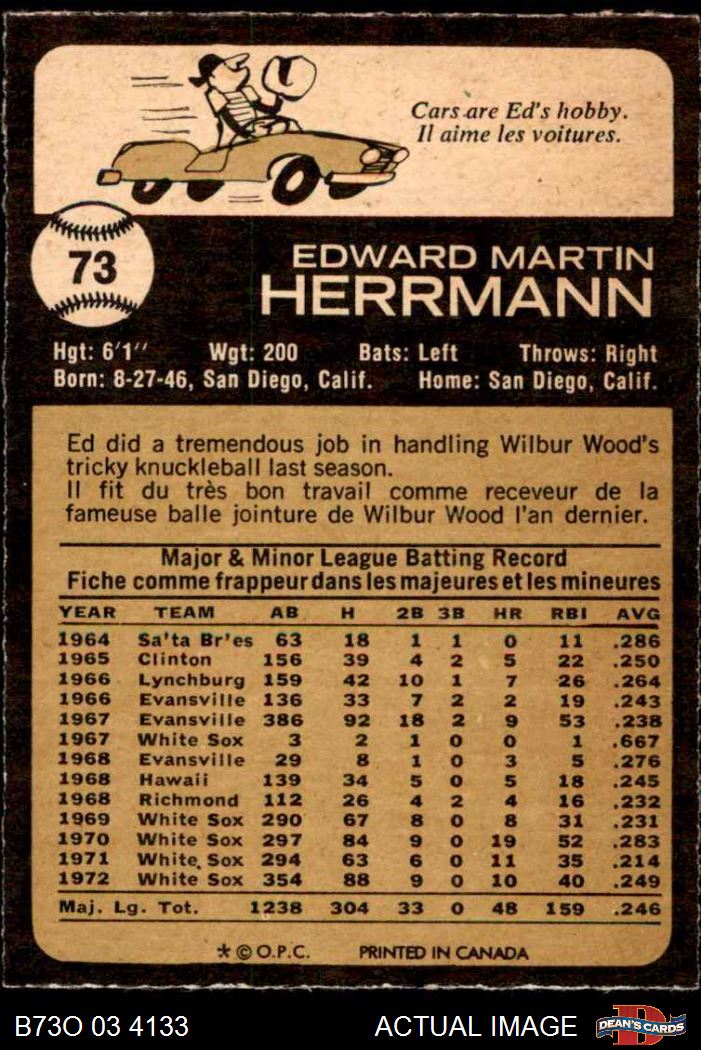 Cars are Ed's hobby.
Il aime les voitures.
73
EDWARD MARTIN
HERRMANN
Hgt: 6'1" Wgt: 200 Bats: Left Throws: Right
Born: 8-27-46, San Diego, Calif. Home: San Diego, Calif.
Ed did a tremendous job in handling Wilbur Wood's
tricky knuckleball last season.
Il fit du très bon travail comme receveur de la
fameuse balle jointure de Wilbur Wood l'an dernier.
Major & Minor League Batting Record
Fiche comme frappeur dans les majeures et les mineures
YEAR TEAM AB H 2B 3B HR RBI AVG
1964 Sa'ta Br'es 63 18 1 1 0 11 .286
1965 Clinton 156 39 4 2 5 22 .250
1966 Lynchburg 159 42 10 1 7 26 .264
1966 Evansville 136 33 7 2 2 19 .243
1967 Evansville 386 92 18 2 9 53 .238
1967 White Sox 3 2 1 0 0 1 .667
1968 Evansville 29 8 1 0 3 5 .276
1968 Hawaii 139 34 5 0 5 18 .245
1968 Richmond 112 26 4 2 4 16 .232
1969 White Sox 290 67 8 0 8 31 .231
1970 White Sox 297 84 9 0 19 52 .283
1971 White Sox 294 63 6 0 11 35 .214
1972 White Sox 354 88 9 0 10 40 .249
Maj. Lg. Tot. 1238 304 33 0 48 159 .246
* © O.P.C. PRINTED IN CANADA
B73O 03 4133 ACTUAL IMAGE DEAN'S CARDS